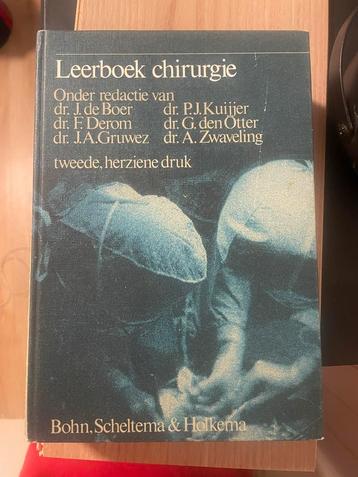 Leerboek chirurgie
Onder redactie van
dr. J. de Boer dr. P.J. Kuijjer
dr. F. Derom dr. G. den Otter
dr. J.A. Gruwez dr. A. Zwaveling
tweede, herziene druk
Bohn, Scheltema & Holkema